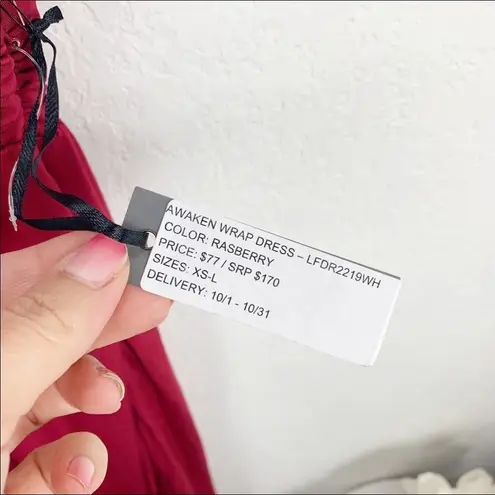 AWAKEN WRAP DRESS – LFDR2219WH
COLOR: RASBERRY
PRICE: $77 / SRP $170
SIZES: XS-L
DELIVERY: 10/1 - 10/31